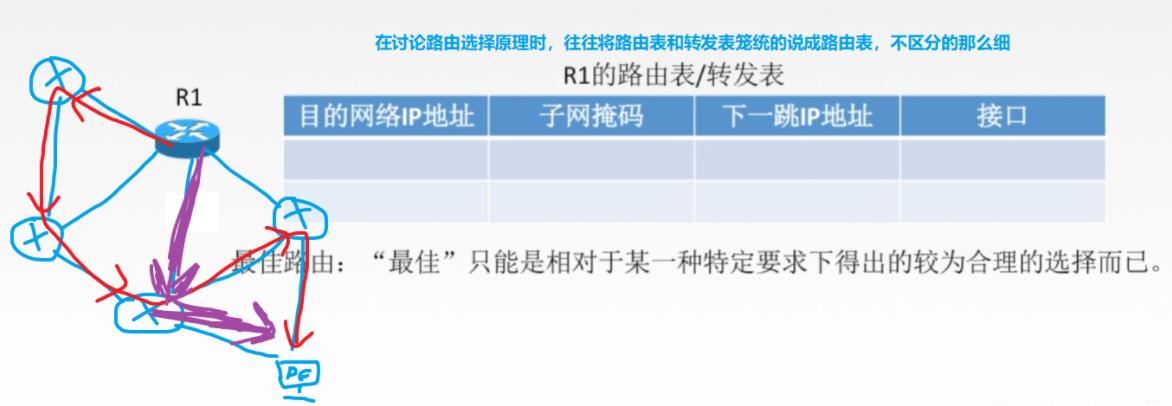 在讨论路由选择原理时，往往将路由表和转发表笼统的说成路由表，不区分的那么细
R1的路由表/转发表
R1
目的网络IP地址 子网掩码 下一跳IP地址 接口
最佳路由：“最佳”只能是相对于某一种特定要求下得出的较为合理的选择而已。